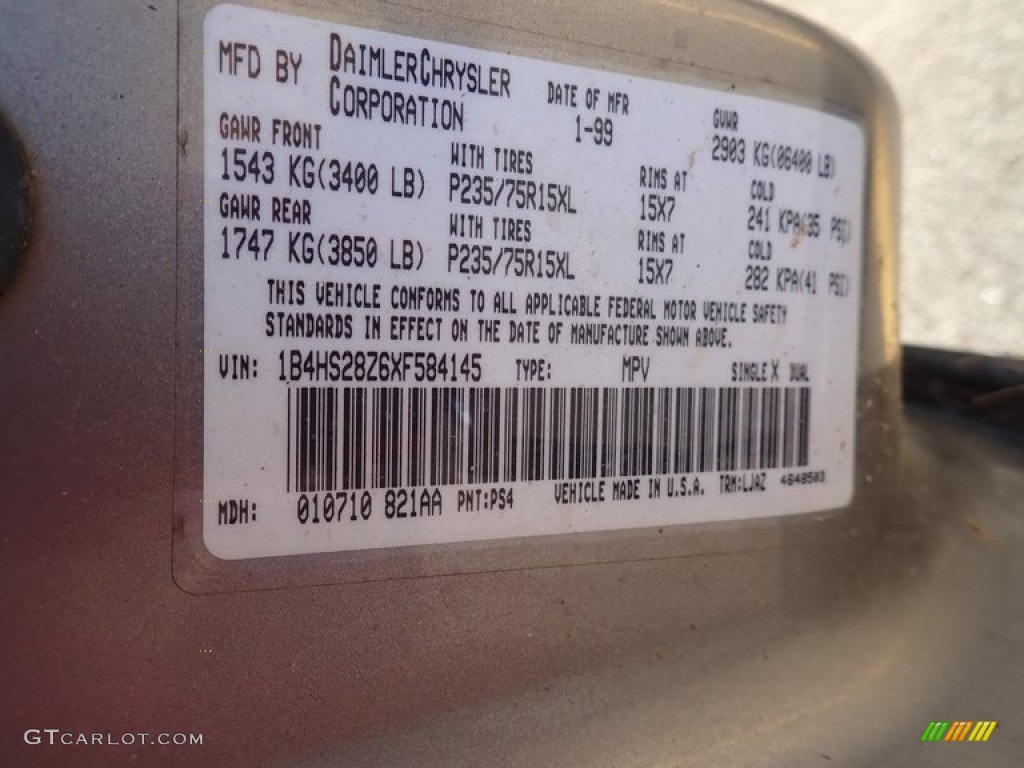 MFD BY DAIMLERCHRYSLER CORPORATION
DATE OF MFR 1-99
GVWR 2903 KG(06400 LB)
GAWR FRONT WITH TIRES RIMS AT COLD
1543 KG(3400 LB) P235/75R15XL 15X7 241 KPA(35 PSI)
GAWR REAR WITH TIRES RIMS AT COLD
1747 KG(3850 LB) P235/75R15XL 15X7 282 KPA(41 PSI)
THIS VEHICLE CONFORMS TO ALL APPLICABLE FEDERAL MOTOR VEHICLE SAFETY
STANDARDS IN EFFECT ON THE DATE OF MANUFACTURE SHOWN ABOVE.
VIN: 1B4HS28Z6XF584145 TYPE: MPV SINGLE X DUAL
MDH: 010710 821AA PNT:PS4 VEHICLE MADE IN U.S.A. TRM:LJAZ 4648503
GTCARLOT.COM